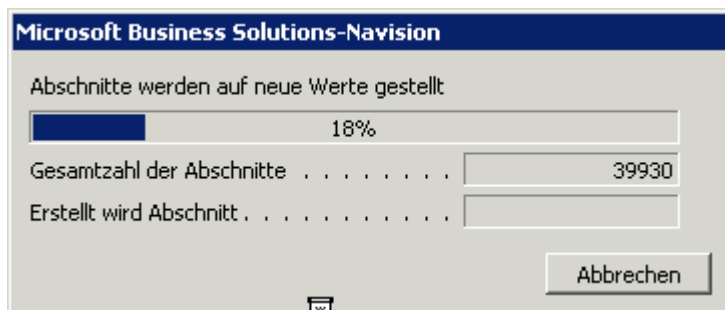 Microsoft Business Solutions-Navision
Abschnitte werden auf neue Werte gestellt
18%
Gesamtzahl der Abschnitte . . . . . . . . 39930
Erstellt wird Abschnitt . . . . . . . . . . .
Abbrechen